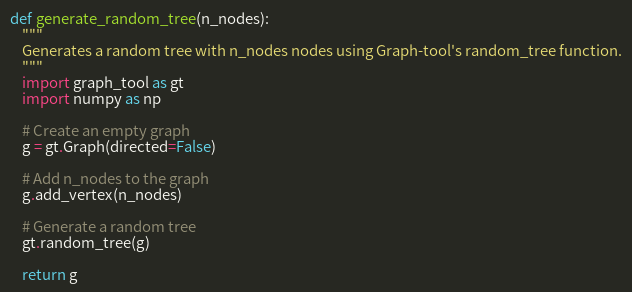 def generate_random_tree(n_nodes):
    """
    Generates a random tree with n_nodes nodes using Graph-tool's random_tree function.
    """
    import graph_tool as gt
    import numpy as np

    # Create an empty graph
    g = gt.Graph(directed=False)

    # Add n_nodes to the graph
    g.add_vertex(n_nodes)

    # Generate a random tree
    gt.random_tree(g)

    return g